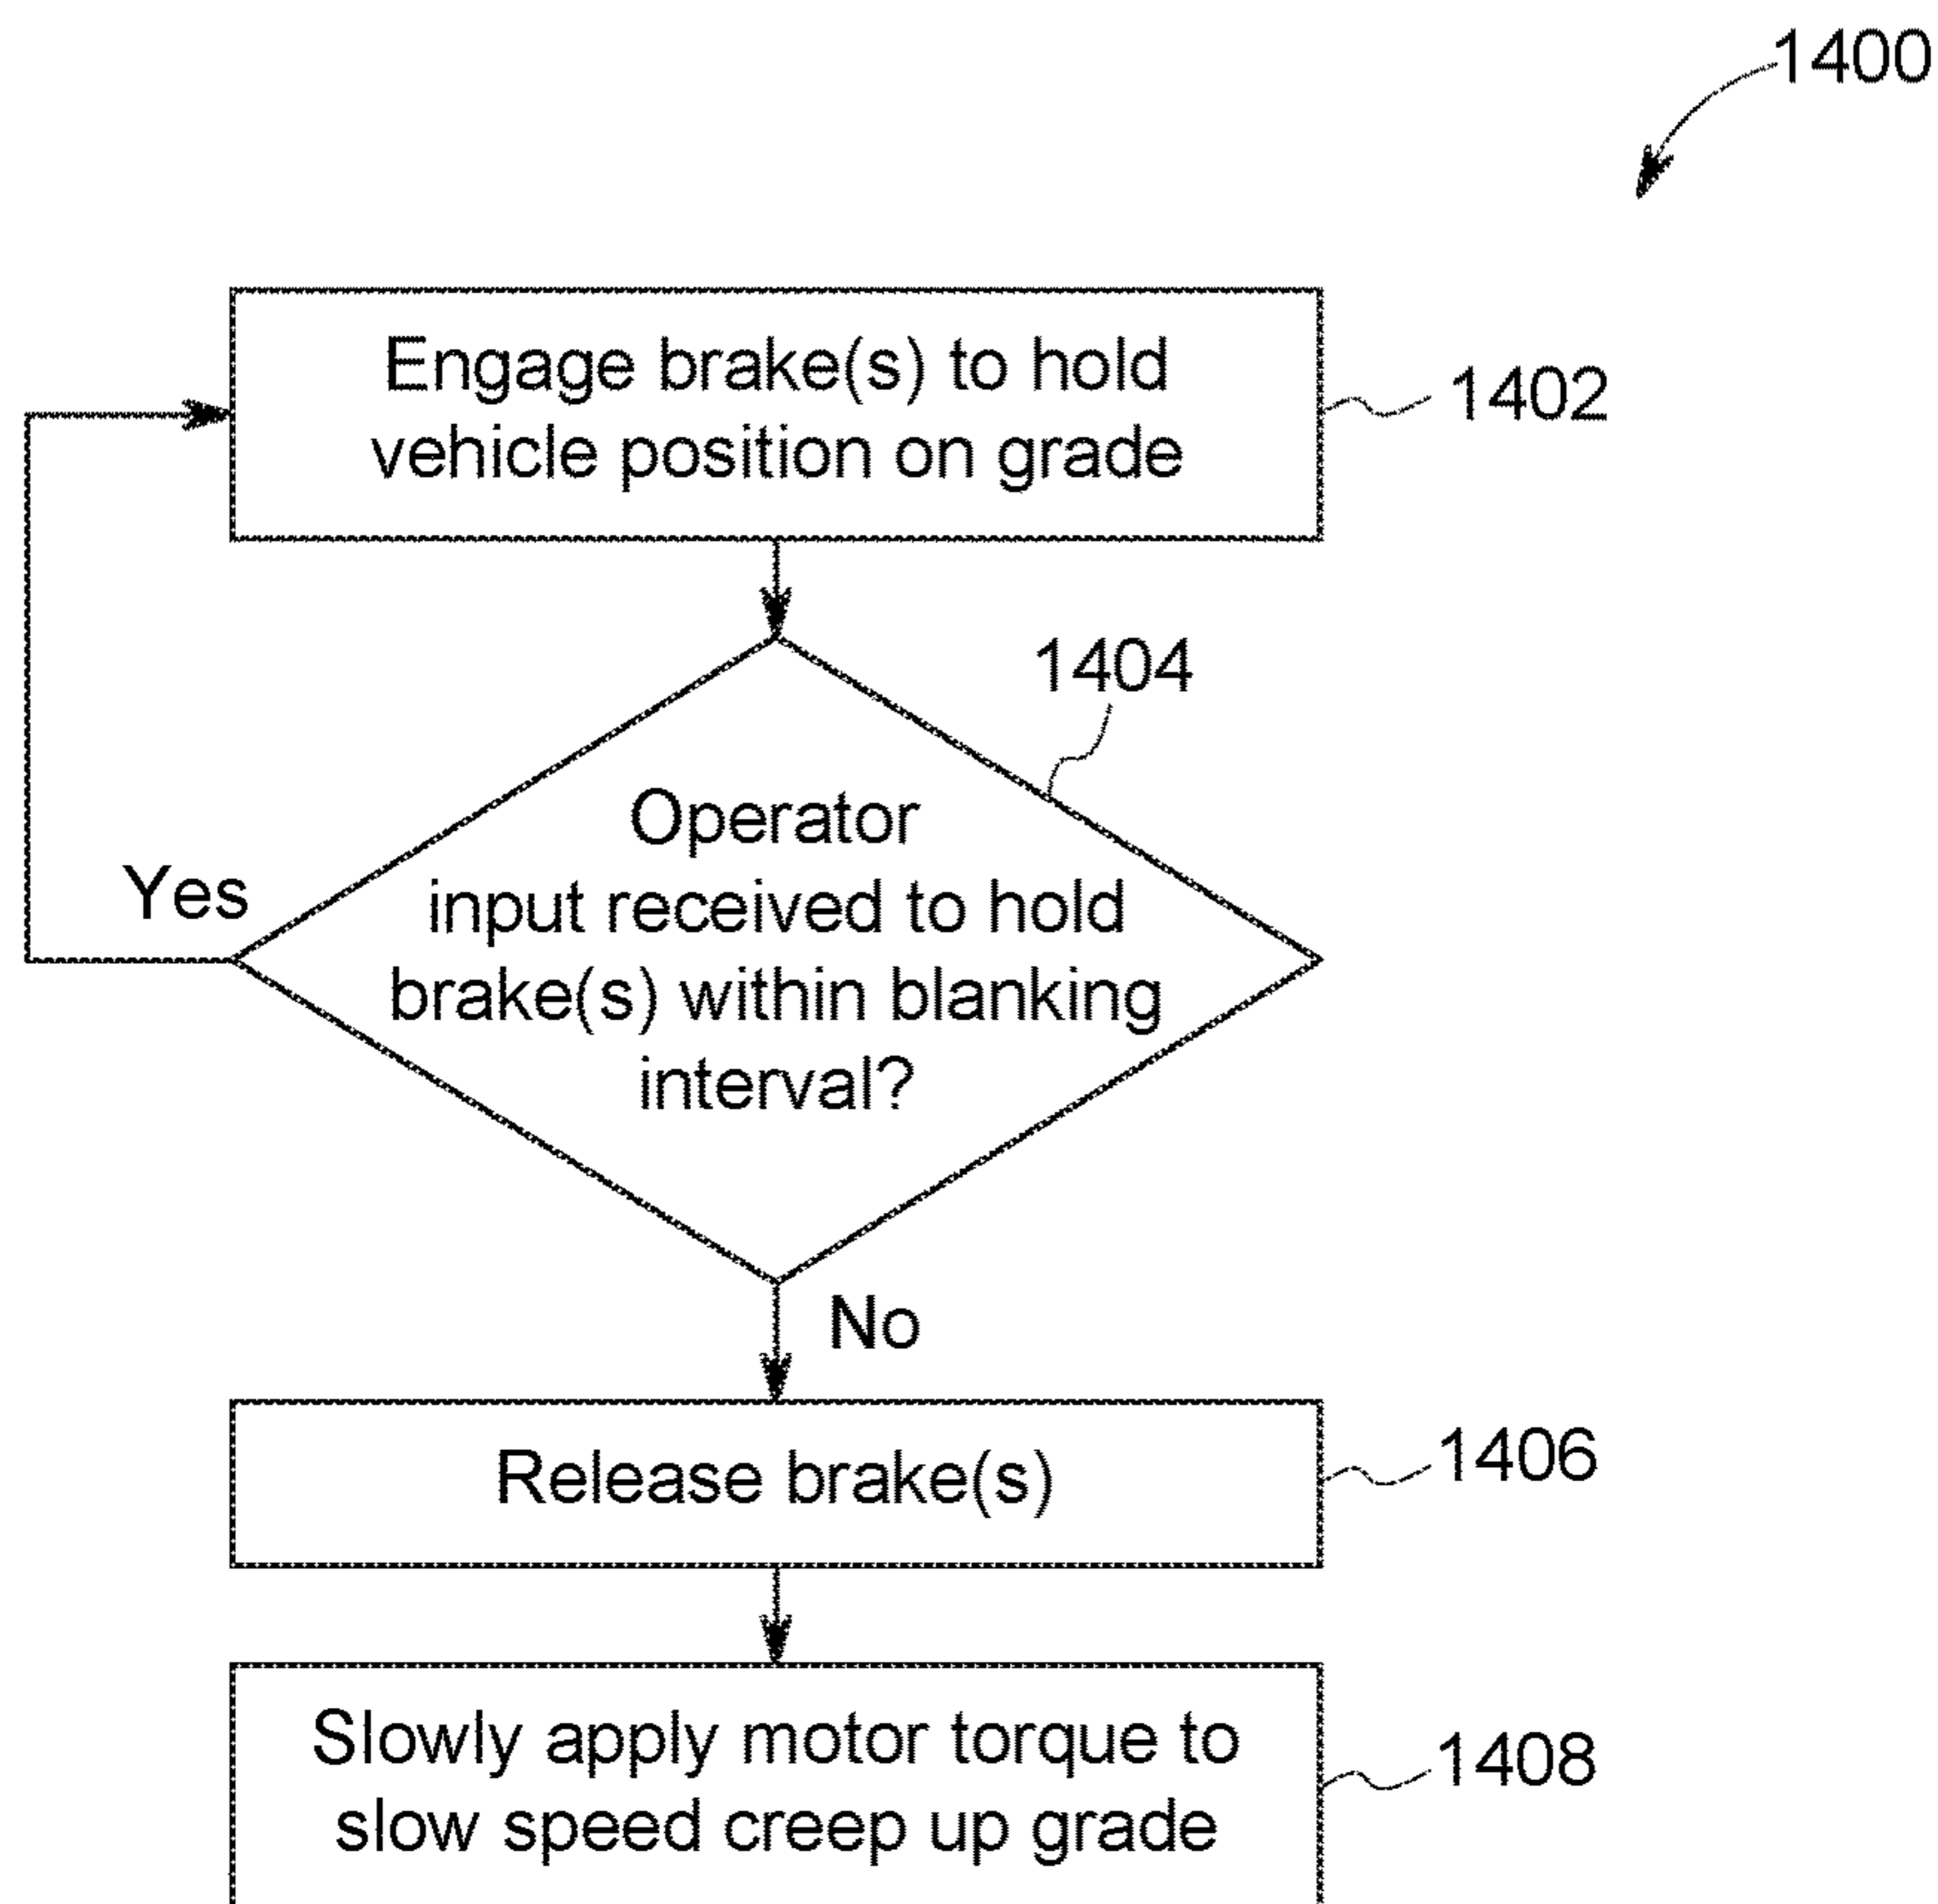 1400
Engage brake(s) to hold
vehicle position on grade
1402
1404
Operator
input received to hold
brake(s) within blanking
interval?
Yes
No
Release brake(s)
1406
Slowly apply motor torque to
slow speed creep up grade
1408